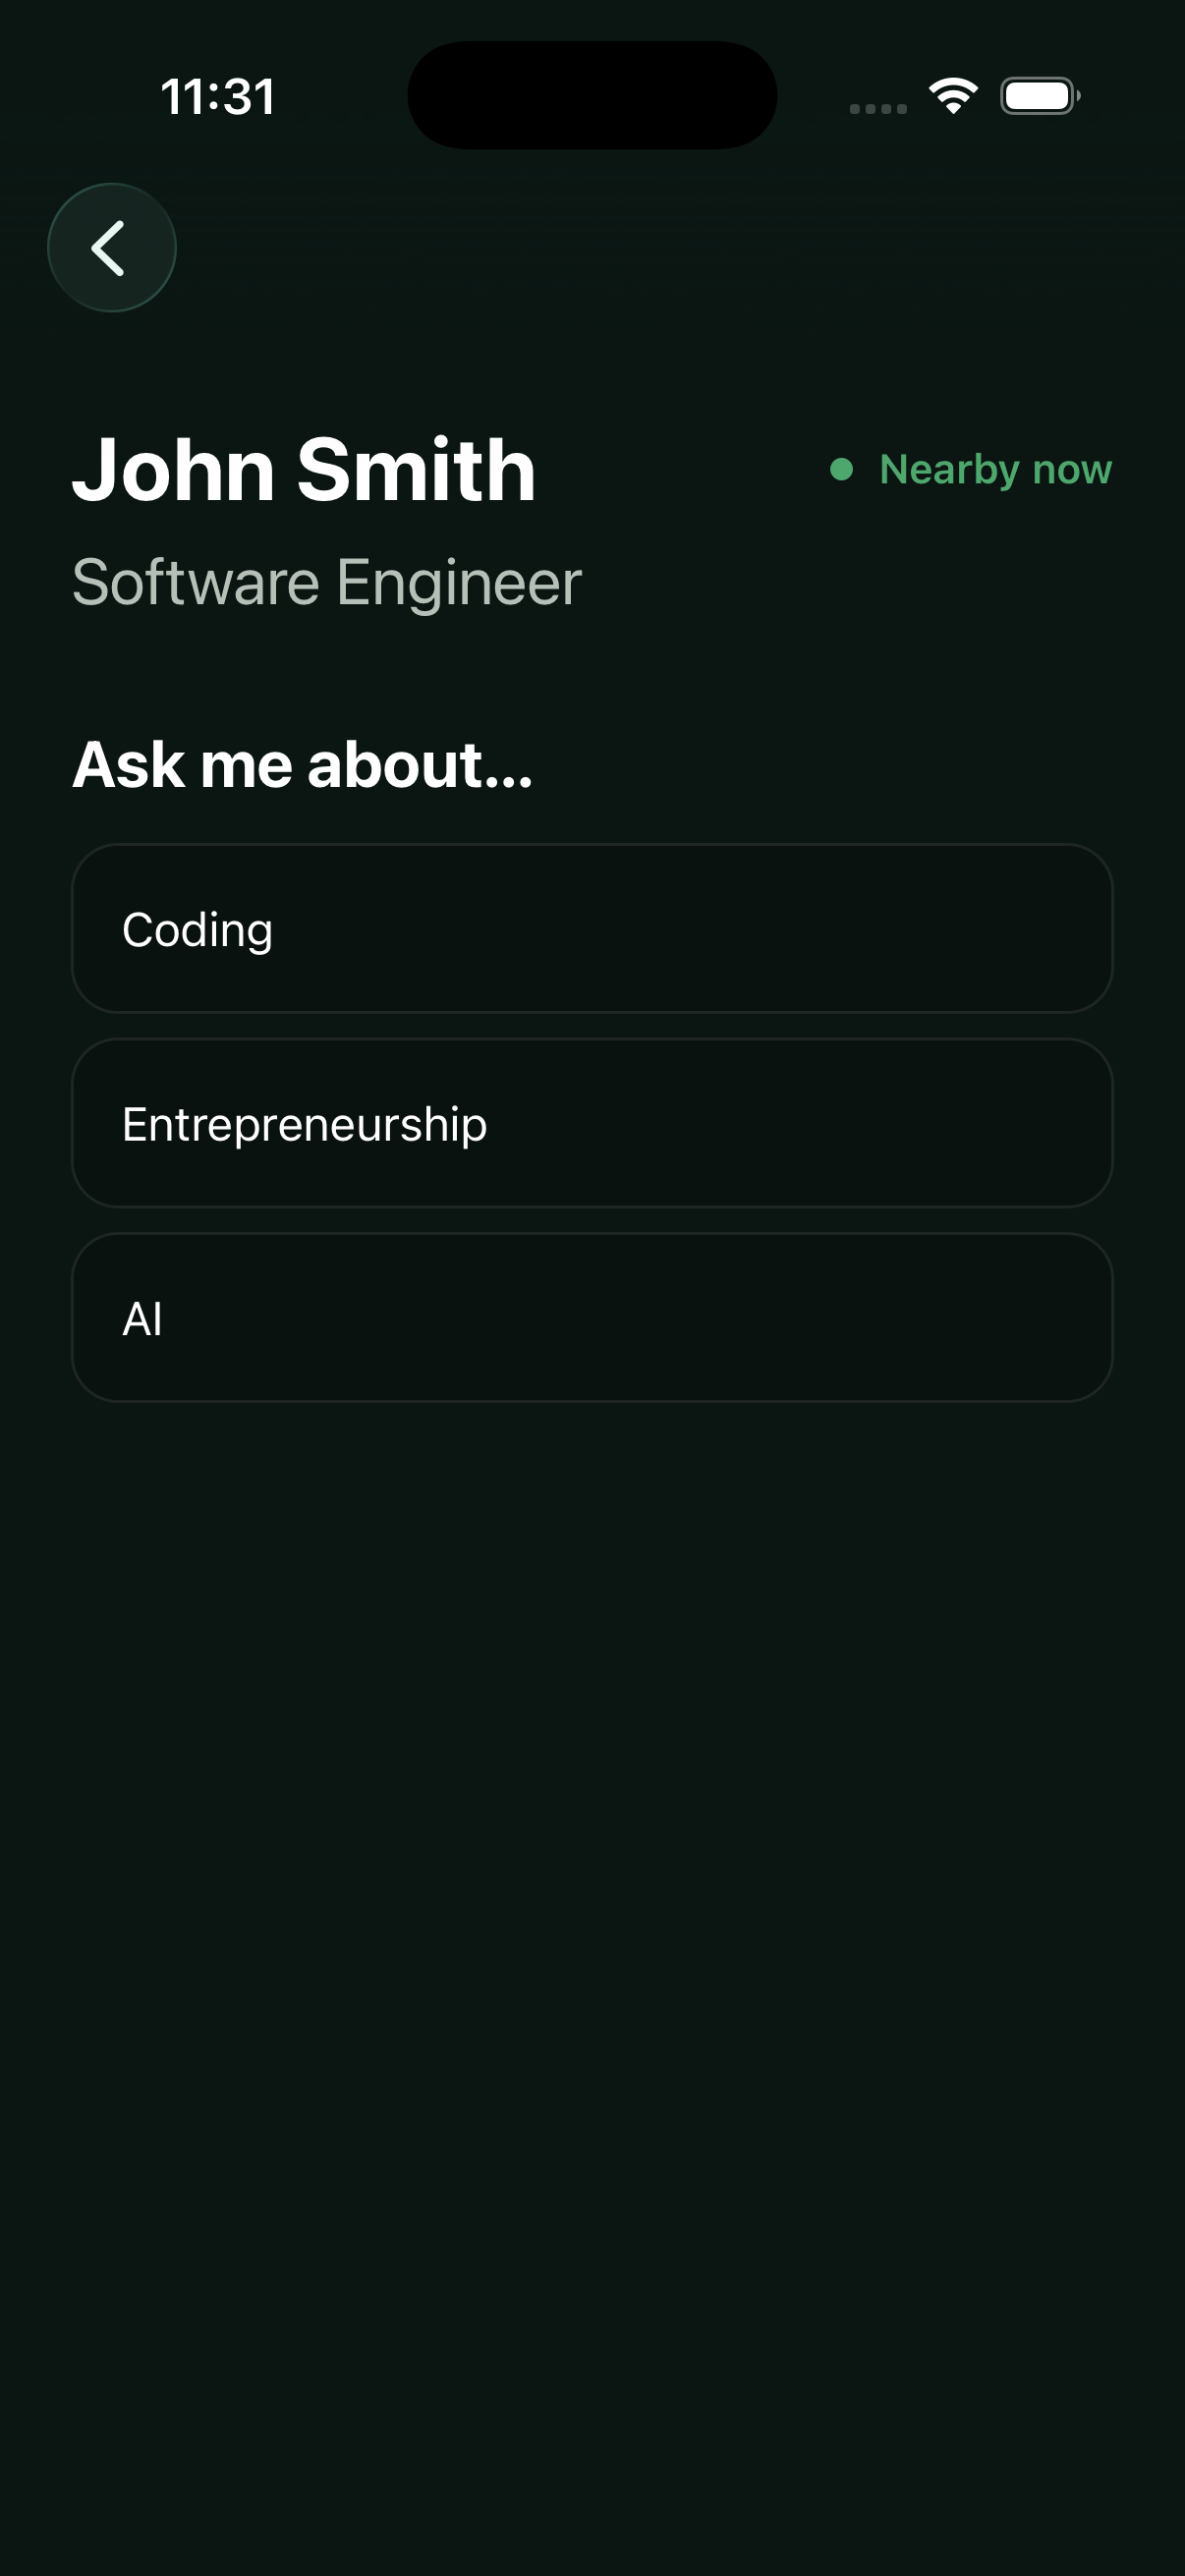 11:31
John Smith
Nearby now
Software Engineer
Ask me about...
Coding
Entrepreneurship
AI